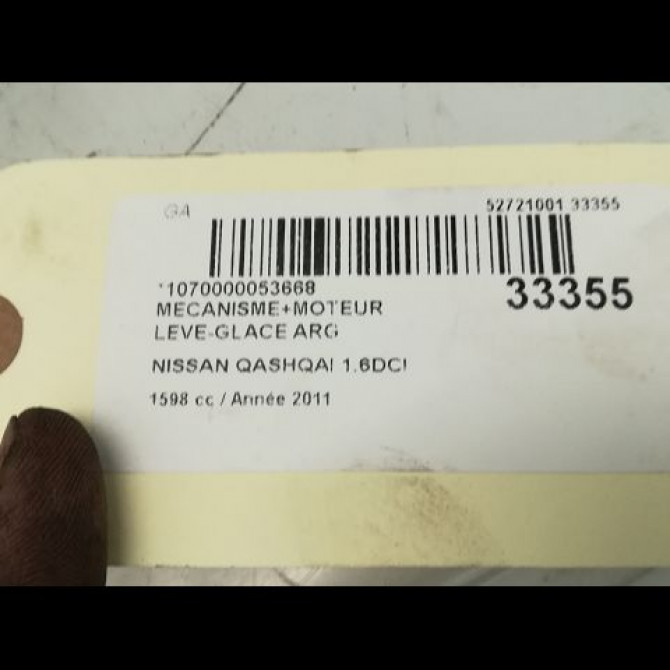 GA
52721001 33355
*1070000053668
33355
MECANISME+MOTEUR
LEVE-GLACE ARG
NISSAN QASHQAI 1.6DCI
1598 cc / Année 2011